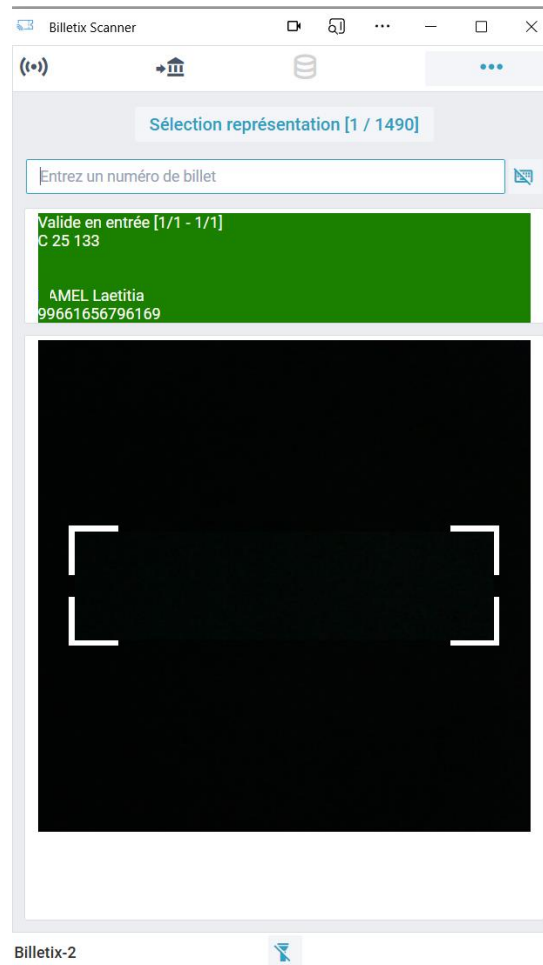 Billetix Scanner
Sélection représentation [1 / 1490]
Entrez un numéro de billet
Valide en entrée [1/1 - 1/1]
C 25 133
AMEL Laetitia
99661656796169
Billetix-2